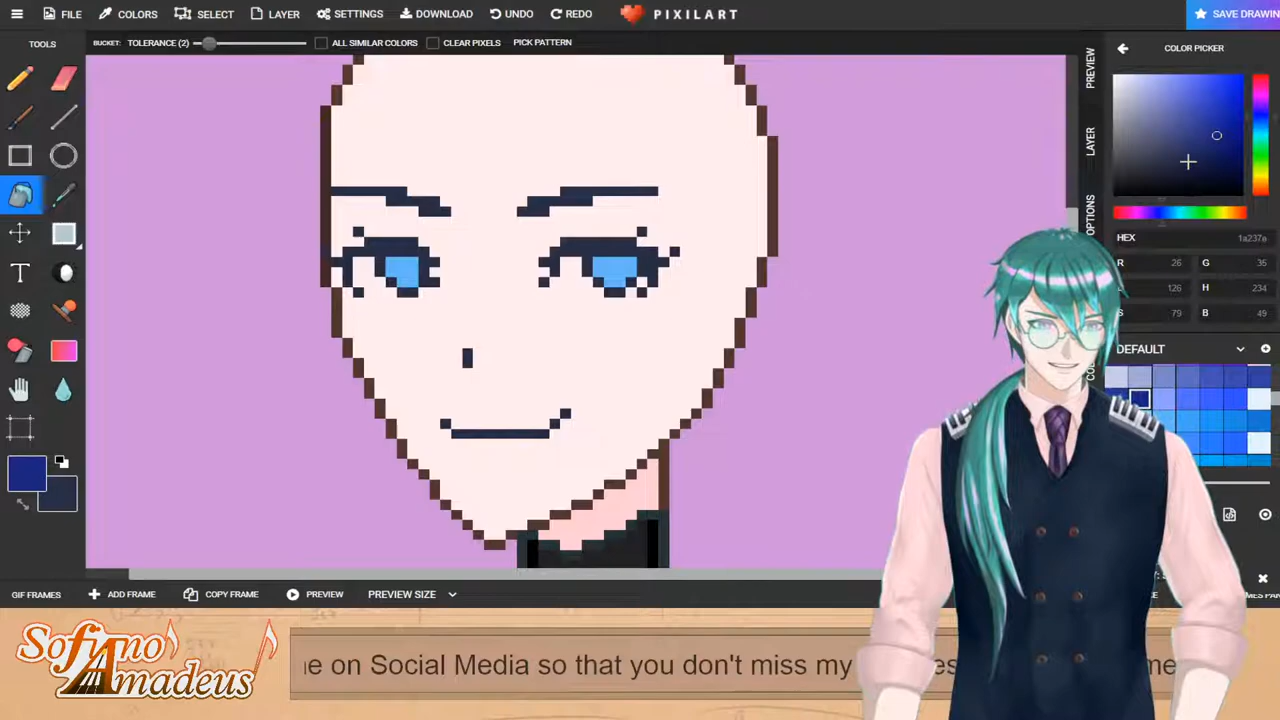 FILE COLORS SELECT LAYER SETTINGS DOWNLOAD UNDO REDO PIXILART SAVE DRAWIN
TOOLS BUCKET: TOLERANCE (2) ALL SIMILAR COLORS CLEAR PIXELS PICK PATTERN
COLOR PICKER
PREVIEW
LAYER
OPTIONS
HEX 1a237a
R 26 G 35
126 H 234
S 79 B 49
DEFAULT
GIF FRAMES ADD FRAME COPY FRAME PREVIEW PREVIEW SIZE
Sofiano
Amadeus
e on Social Media so that you don't miss my